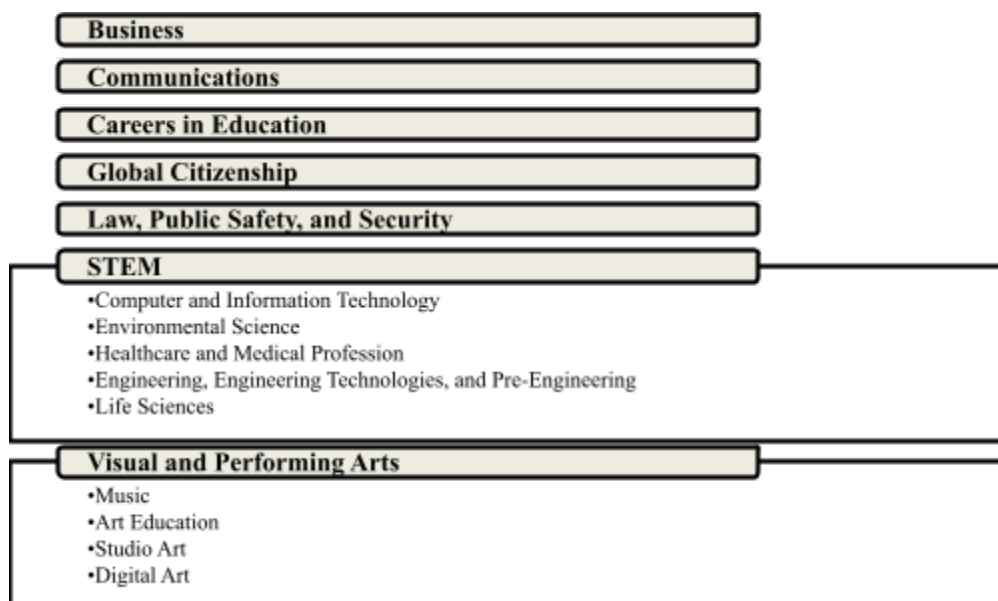 Business
Communications
Careers in Education
Global Citizenship
Law, Public Safety, and Security
STEM
•Computer and Information Technology
•Environmental Science
•Healthcare and Medical Profession
•Engineering, Engineering Technologies, and Pre-Engineering
•Life Sciences
Visual and Performing Arts
•Music
•Art Education
•Studio Art
•Digital Art